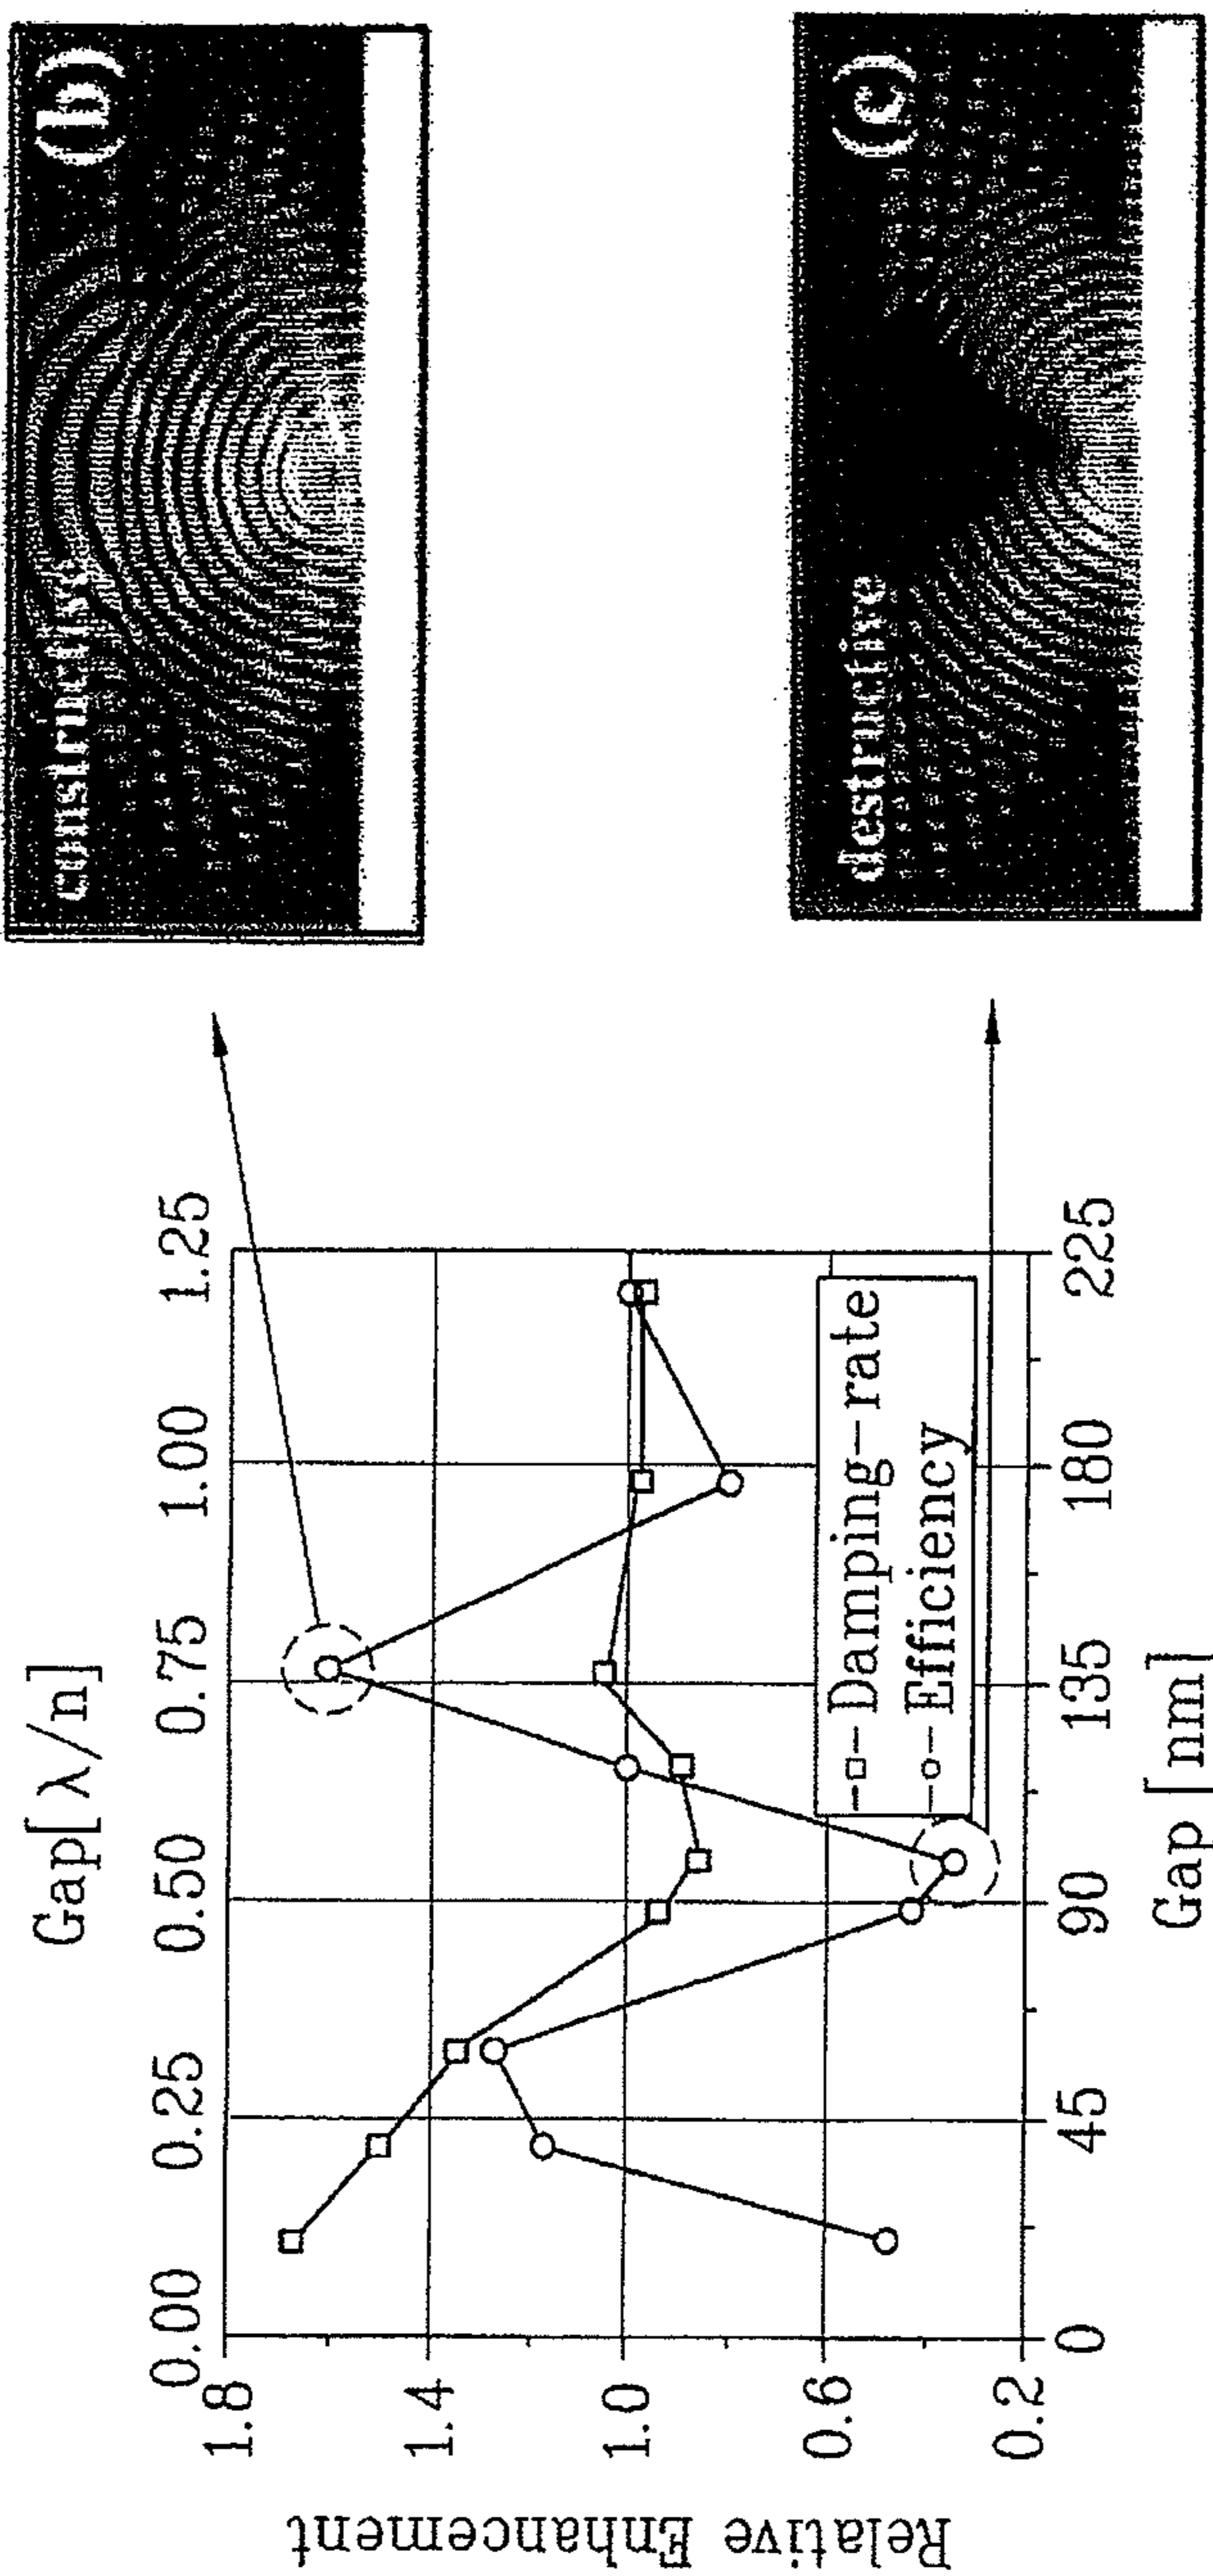 Gap[λ/n]
0.00 0.25 0.50 0.75 1.00 1.25
Relative Enhancement
1.8
1.4
1.0
0.6
0.2
Damping-rate
Efficiency
0 45 90 135 180 225
Gap [nm]
constructive (b)
destructive (c)